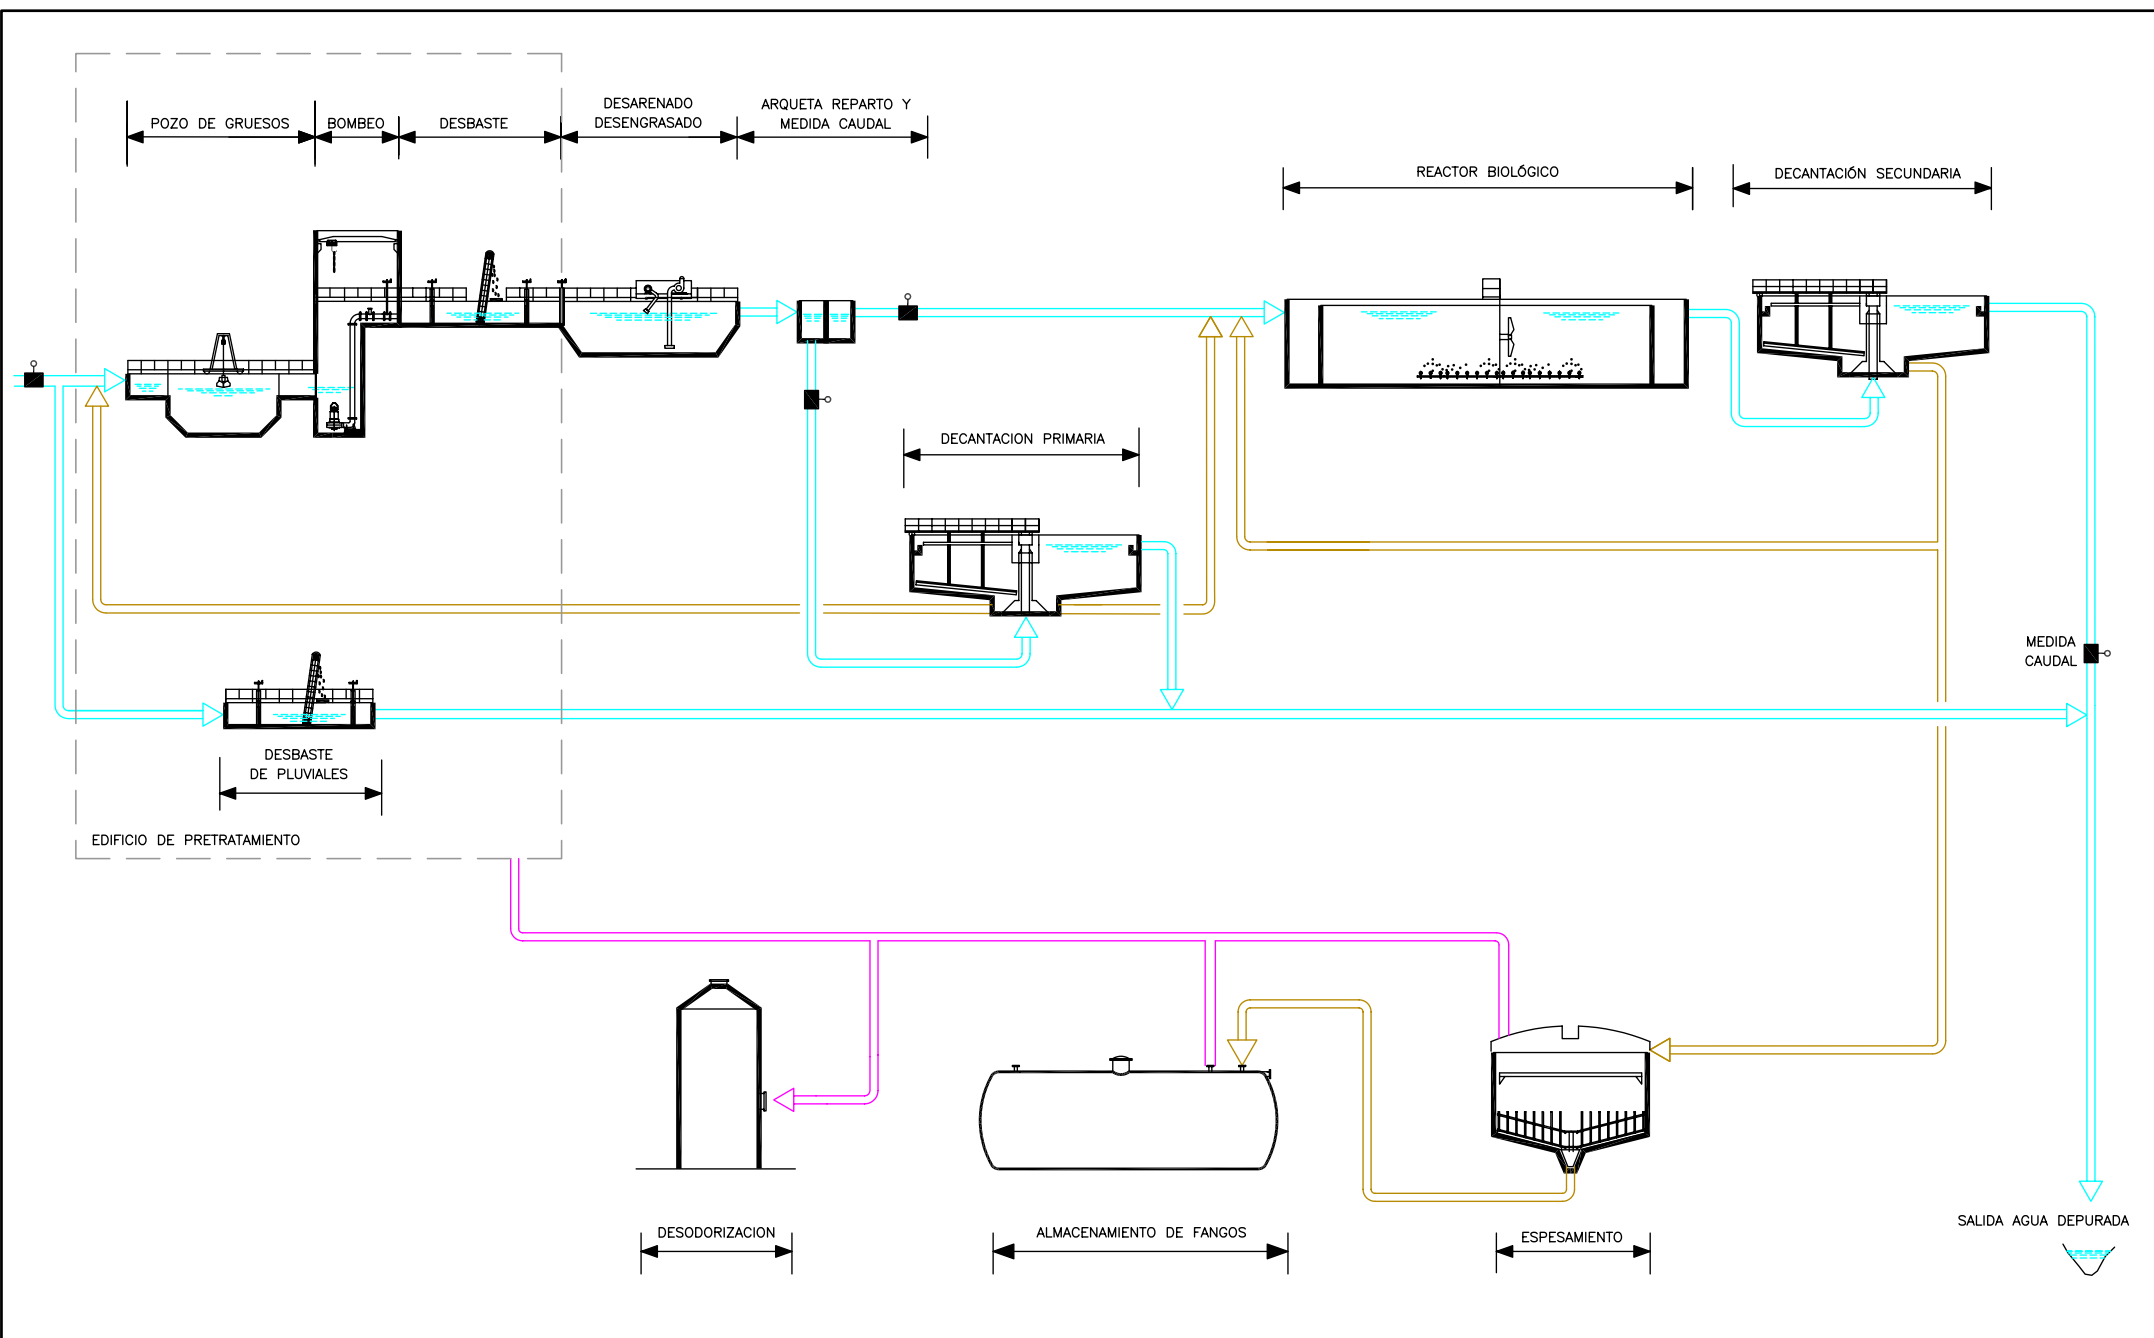 POZO DE GRUESOS
BOMBEO
DESBASTE
DESARENADO
DESENGRASADO
ARQUETA REPARTO Y
MEDIDA CAUDAL
REACTOR BIOLÓGICO
DECANTACIÓN SECUNDARIA
DECANTACION PRIMARIA
MEDIDA
CAUDAL
DESBASTE
DE PLUVIALES
EDIFICIO DE PRETRATAMIENTO
DESODORIZACION
ALMACENAMIENTO DE FANGOS
ESPESAMIENTO
SALIDA AGUA DEPURADA